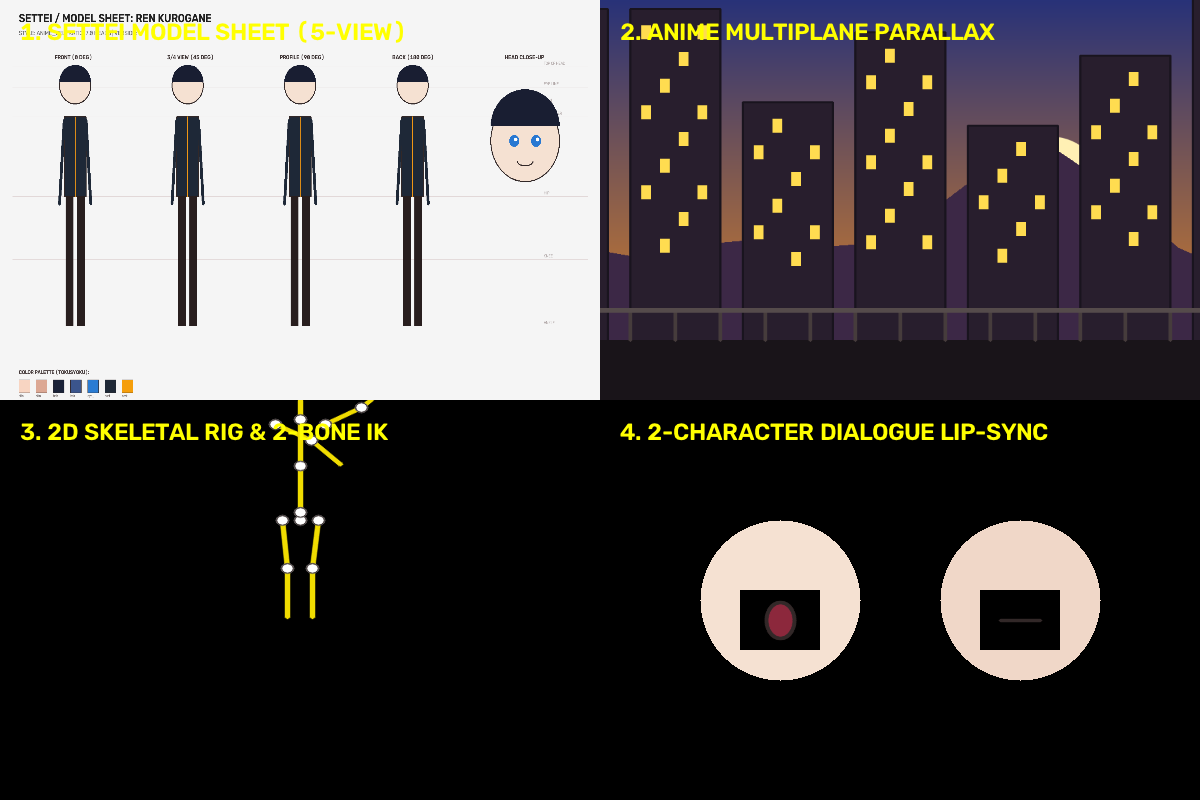 SETTEI / MODEL SHEET: REN KUROGANE
1. SETTEI MODEL SHEET (5-VIEW)
2. ANIME MULTIPLANE PARALLAX
FRONT (0 DEG)
3/4 VIEW (45 DEG)
PROFILE (90 DEG)
BACK (180 DEG)
HEAD CLOSE-UP
COLOR PALETTE (TOKUSYOKU):
3. 2D SKELETAL RIG & 2-BONE IK
4. 2-CHARACTER DIALOGUE LIP-SYNC